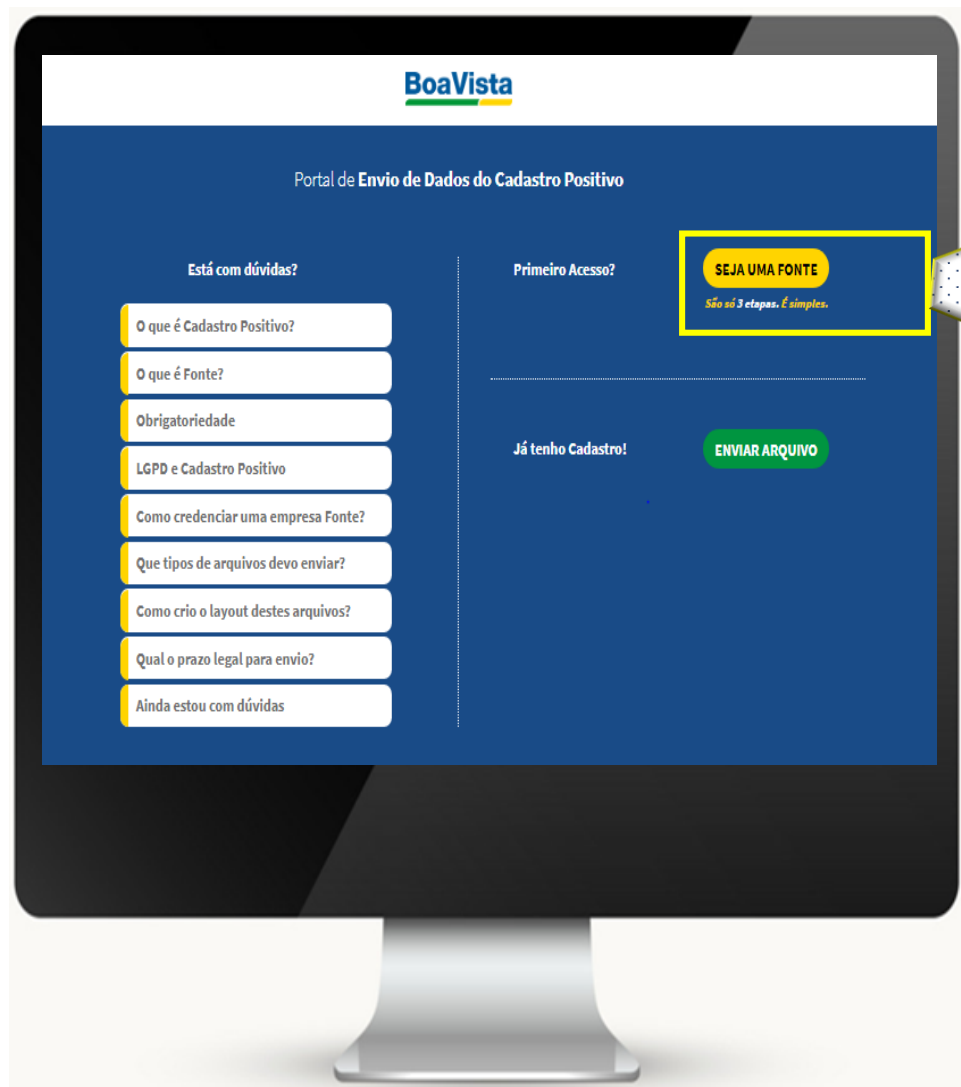 BoaVista
Portal de Envio de Dados do Cadastro Positivo
Está com dúvidas?
O que é Cadastro Positivo?
O que é Fonte?
Obrigatoriedade
LGPD e Cadastro Positivo
Como credenciar uma empresa Fonte?
Que tipos de arquivos devo enviar?
Como crio o layout destes arquivos?
Qual o prazo legal para envio?
Ainda estou com dúvidas
Primeiro Acesso?
SEJA UMA FONTE
São só 3 etapas. É simples.
Já tenho Cadastro!
ENVIAR ARQUIVO